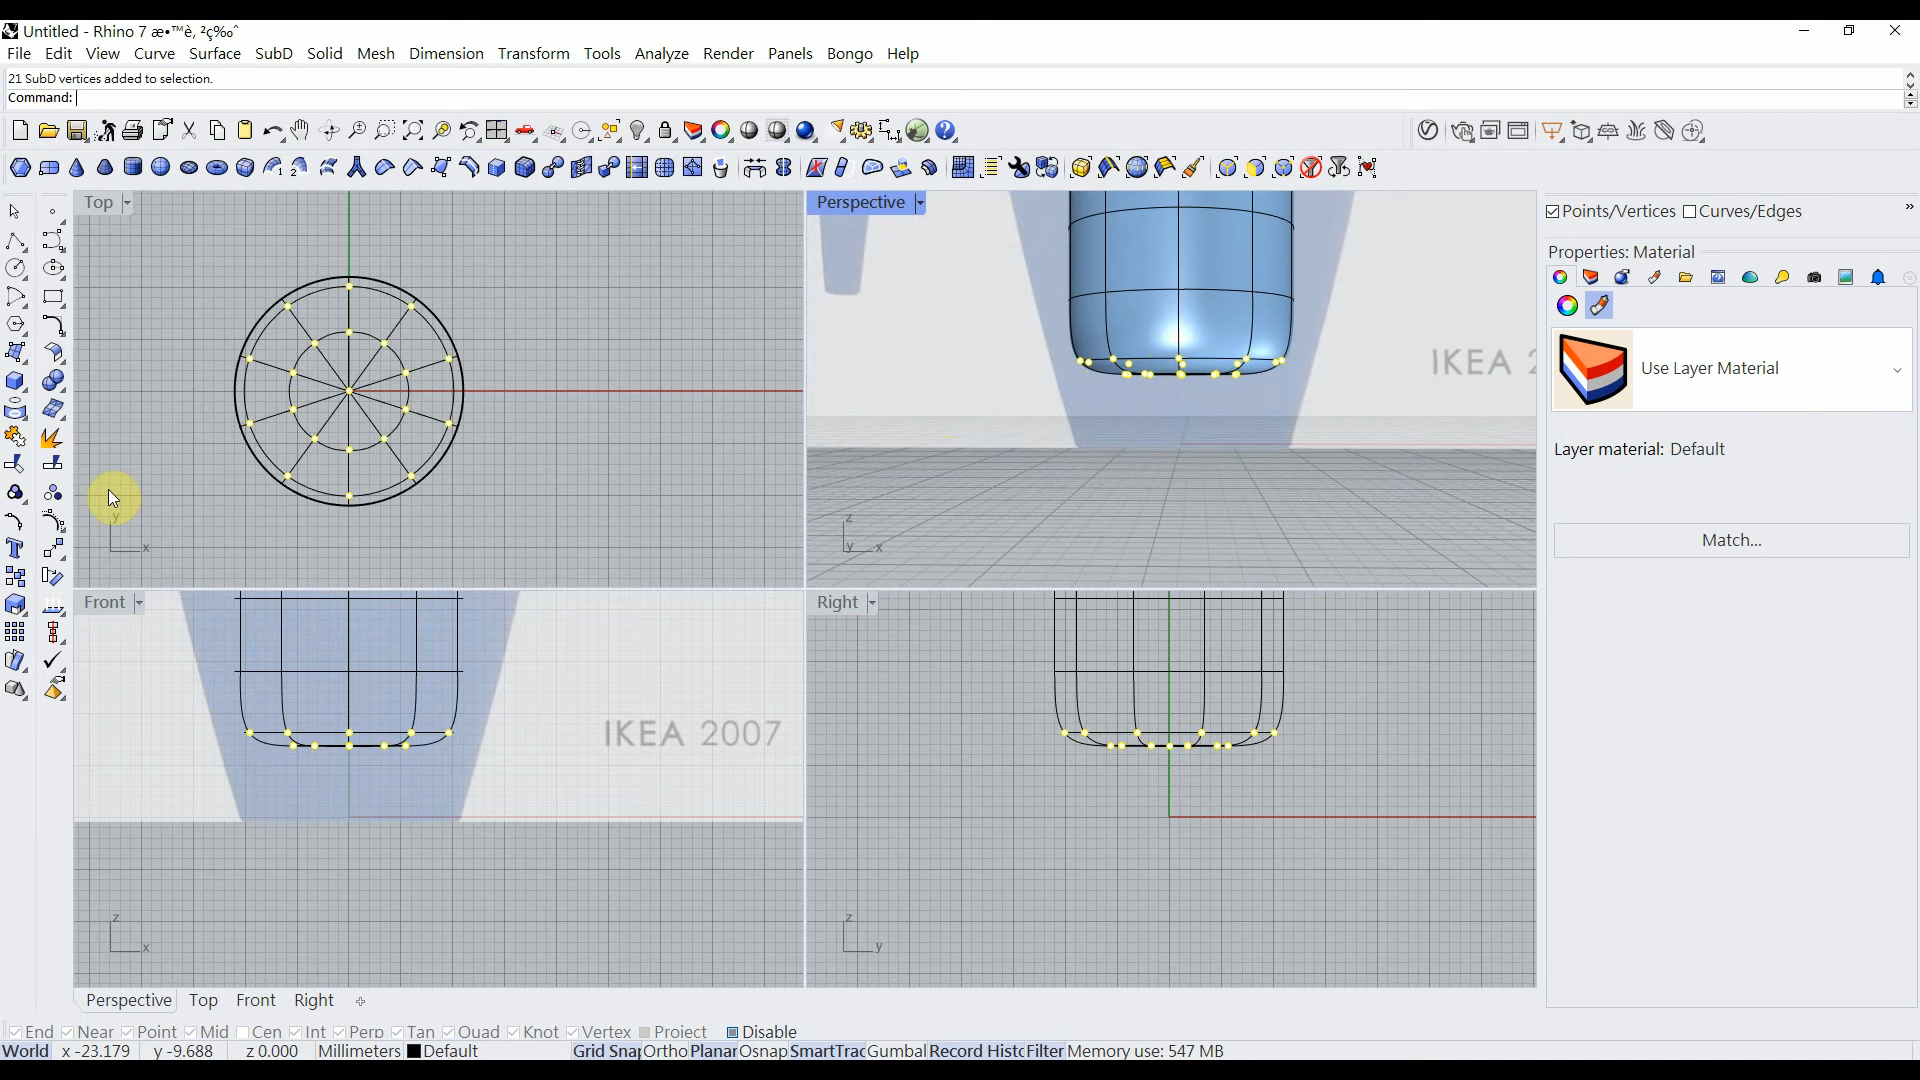 Untitled - Rhino 7 æ•™è‚²ç‰ˆ
File Edit View Curve Surface SubD Solid Mesh Dimension Transform Tools Analyze Render Panels Bongo Help
21 SubD vertices added to selection.
Command:
Top
Perspective
IKEA 2
y
x
z
y
x
Points/Vertices Curves/Edges
»
Properties: Material
Use Layer Material
Layer material: Default
Match...
Front
IKEA 2007
z
x
Right
z
y
Perspective Top Front Right
End Near Point Mid Cen Int Perp Tan Quad Knot Vertex Project Disable
World x -23.179 y -9.688 z 0.000 Millimeters Default Grid Snap Ortho Planar Osnap SmartTrac Gumbal Record Histo Filter Memory use: 547 MB